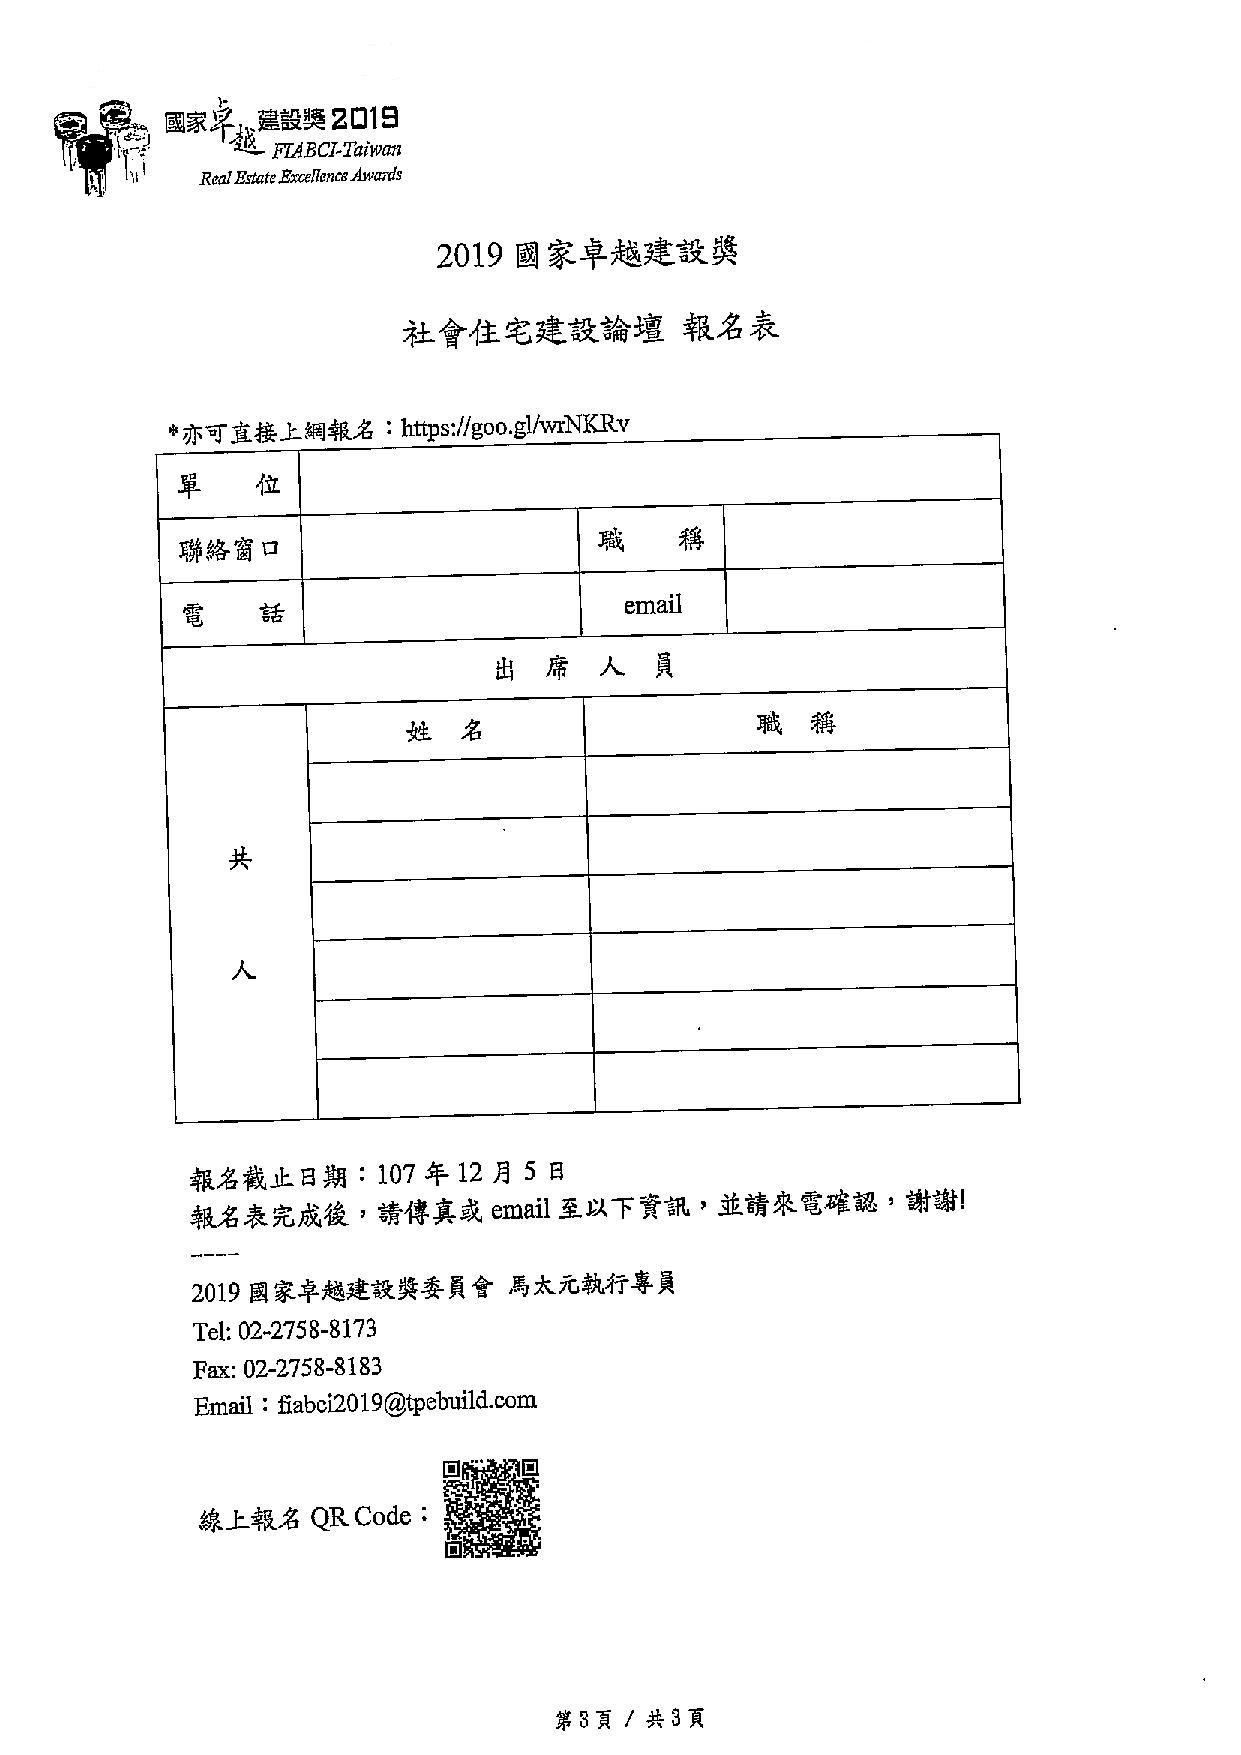 國家卓越建設獎2019
FIABCI-Taiwan
Real Estate Excellence Awards
2019 國家卓越建設獎
社會住宅建設論壇 報名表
*亦可直接上網報名：https://goo.gl/wrNKRv
單 位
聯絡窗口 職 稱
電 話 email
出 席 人 員
姓 名 職 稱
共
人
報名截止日期：107 年 12 月 5 日
報名表完成後，請傳真或 email 至以下資訊，並請來電確認，謝謝!
----
2019 國家卓越建設獎委員會 馬太元執行專員
Tel: 02-2758-8173
Fax: 02-2758-8183
Email：fiabci2019@tpebuild.com
線上報名 QR Code：
第3頁 / 共3頁